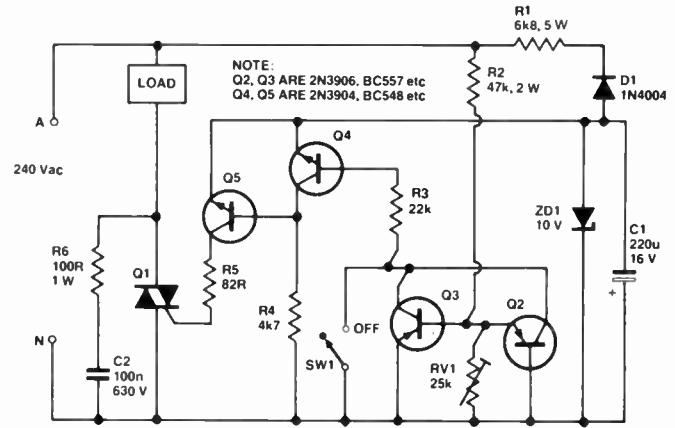 R1
6k8, 5 W
NOTE:
Q2, Q3 ARE 2N3906, BC557 etc
Q4, Q5 ARE 2N3904, BC548 etc
R2
47k, 2 W
D1
1N4004
LOAD
A
240 Vac
Q4
Q5
R3
22k
ZD1
10 V
C1
220u
16 V
+
R6
100R
1 W
Q1
R5
82R
R4
4k7
OFF
SW1
Q3
Q2
RV1
25k
N
C2
100n
630 V